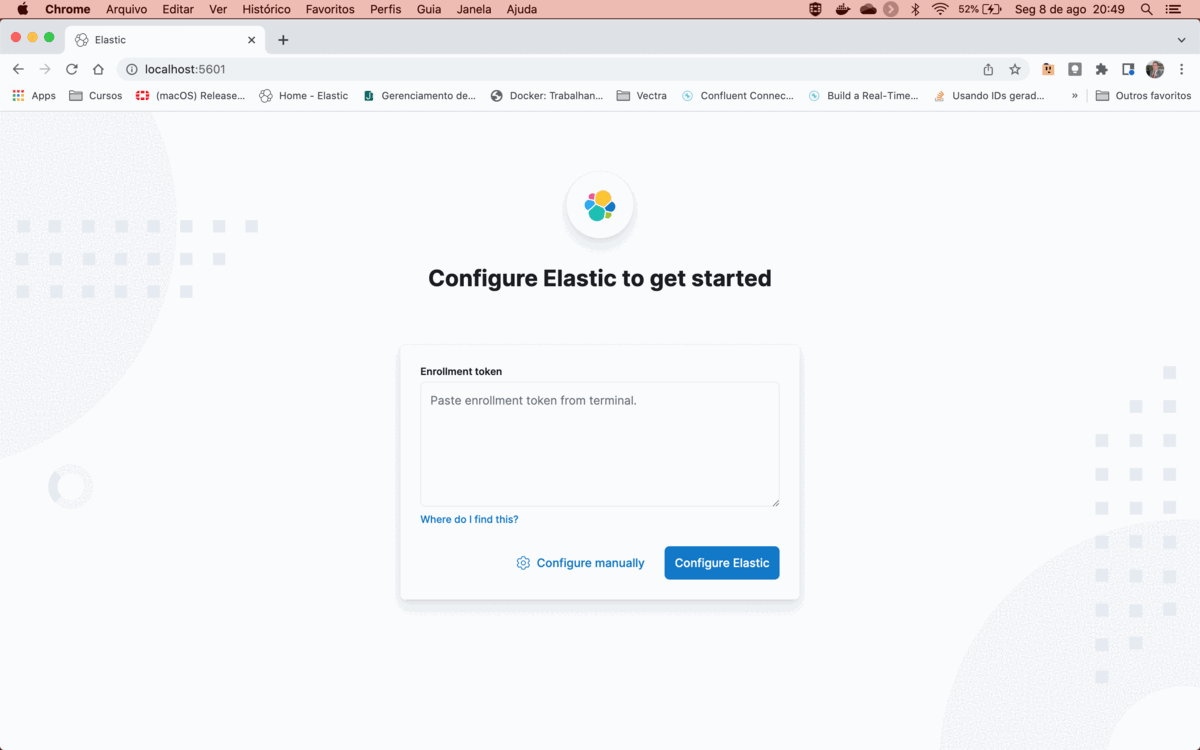 Chrome Arquivo Editar Ver Histórico Favoritos Perfis Guia Janela Ajuda 52% Seg 8 de ago 20:49
Elastic
localhost:5601
Apps Cursos (macOS) Release... Home - Elastic Gerenciamento de... Docker: Trabalhan... Vectra Confluent Connec... Build a Real-Time... Usando IDs gerad... » Outros favoritos
Configure Elastic to get started
Enrollment token
Paste enrollment token from terminal.
Where do I find this?
Configure manually Configure Elastic